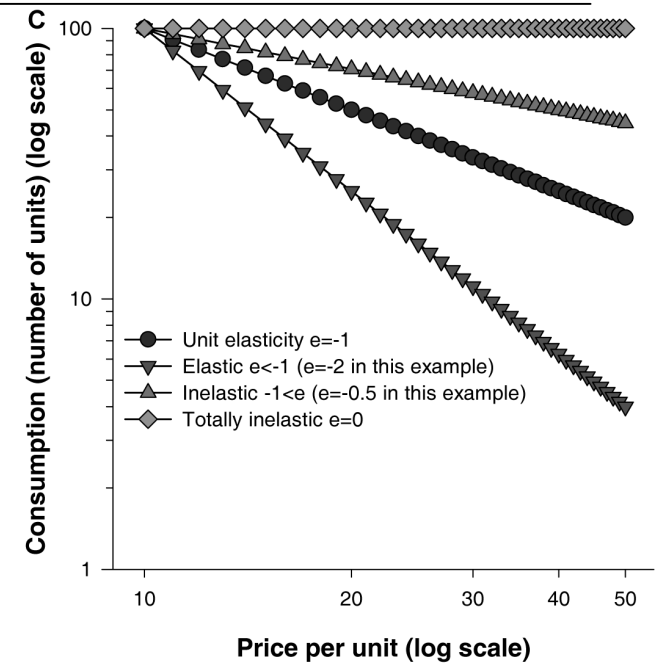 C
100
10
1
Consumption (number of units) (log scale)
Unit elasticity e=-1
Elastic e<-1 (e=-2 in this example)
Inelastic -1<e (e=-0.5 in this example)
Totally inelastic e=0
10 20 30 40 50
Price per unit (log scale)